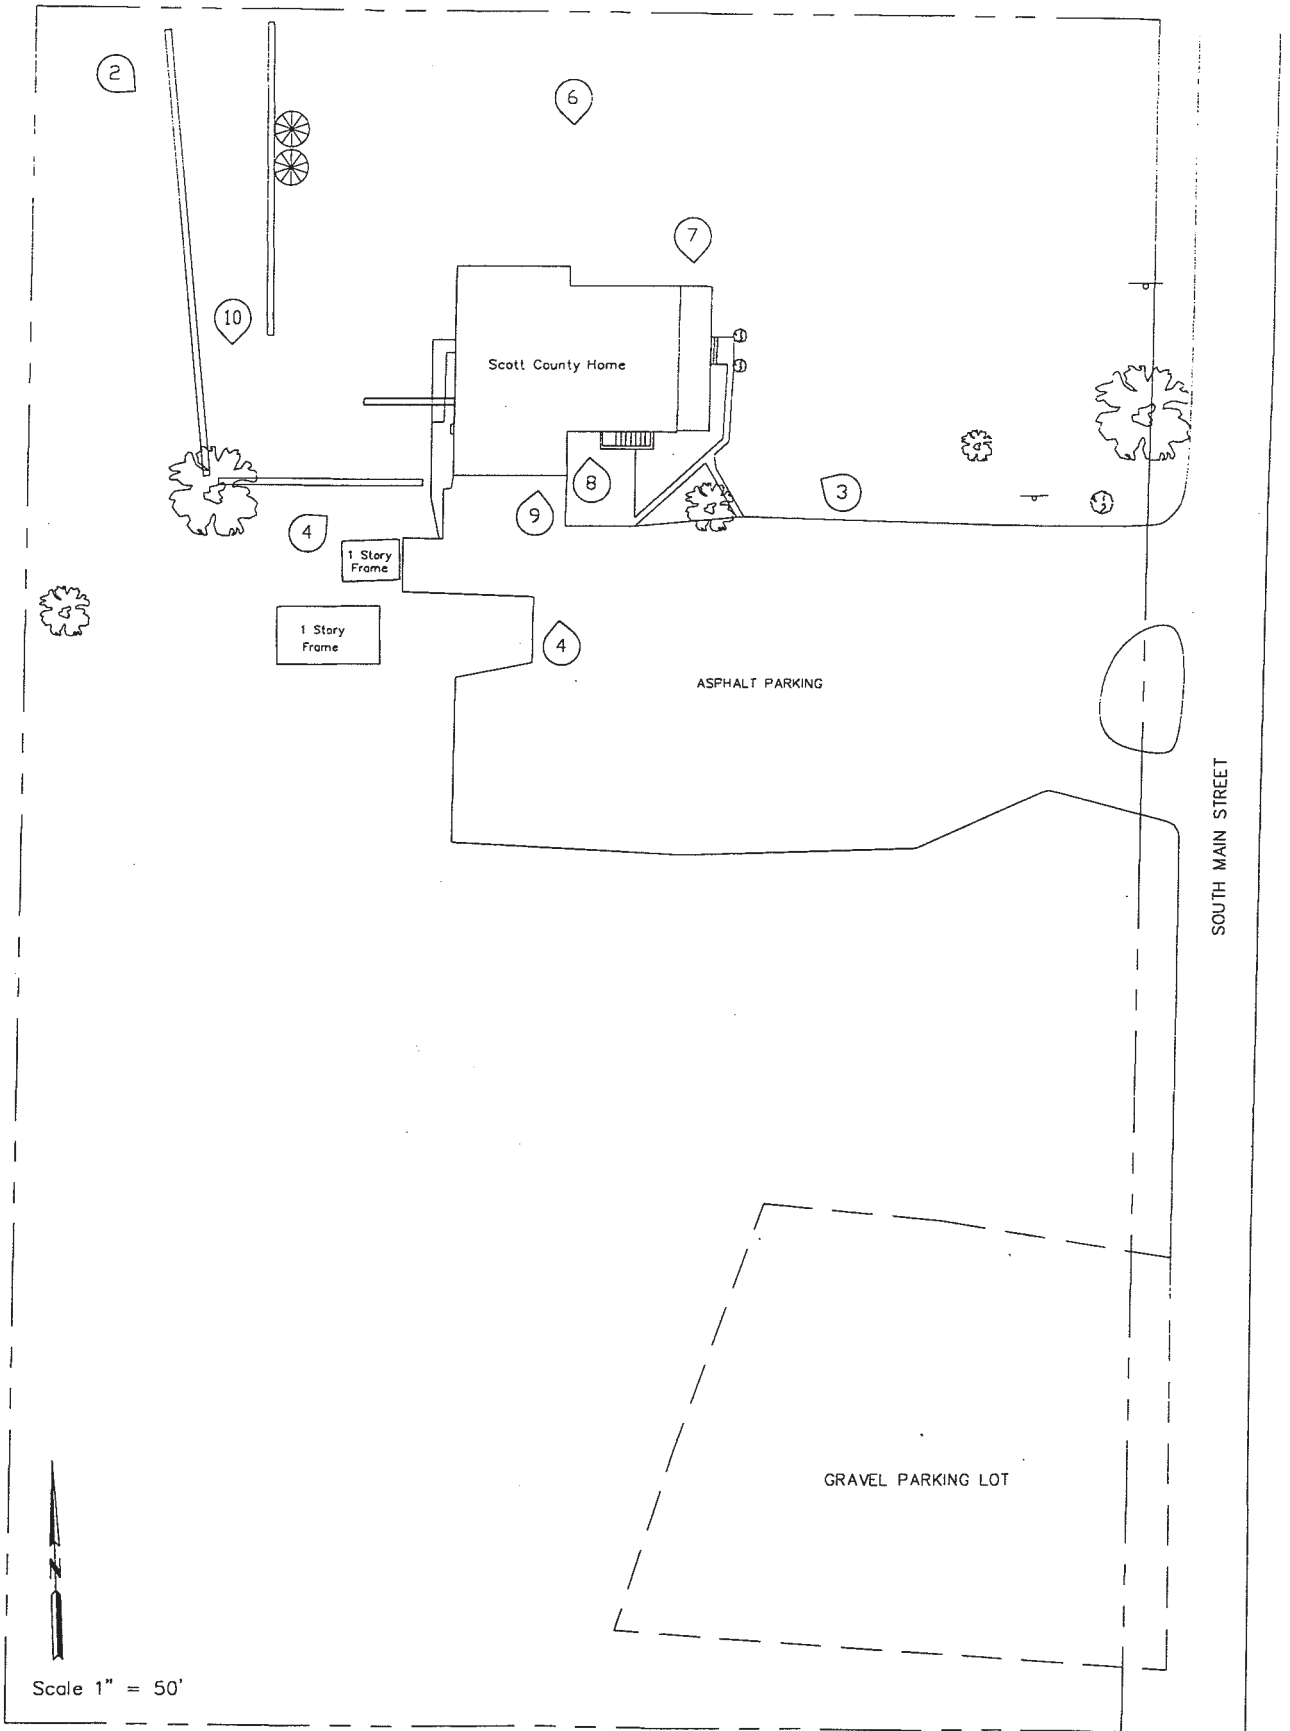 2
6
7
10
Scott County Home
8
3
9
4
1 Story
Frame
1 Story
Frame
4
ASPHALT PARKING
SOUTH MAIN STREET
GRAVEL PARKING LOT
N
Scale 1" = 50'